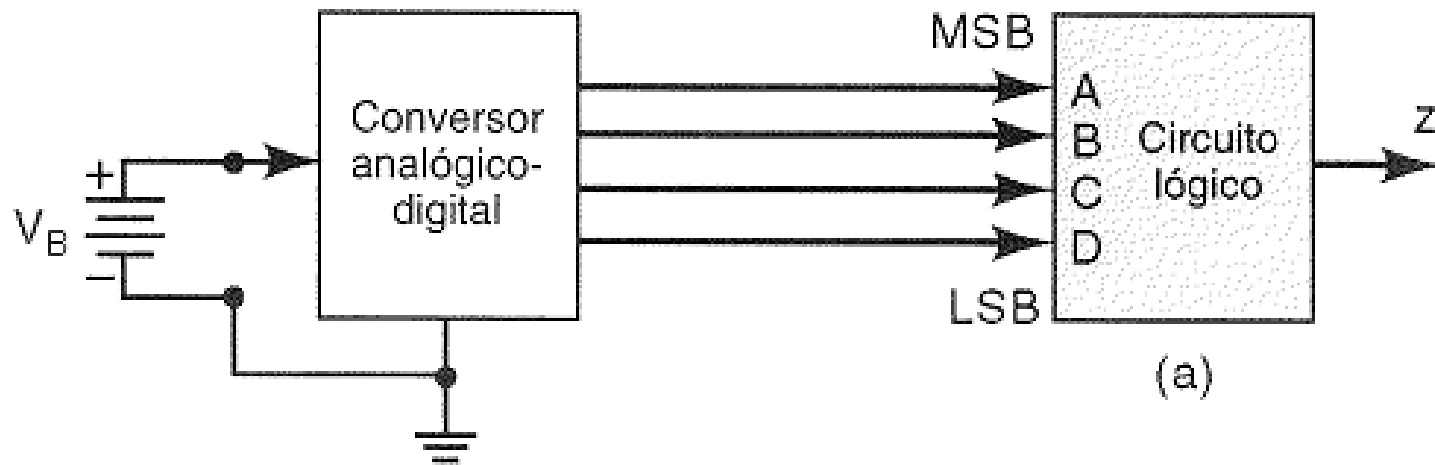 MSB
Conversor
analógico-
digital
A
B
C
D
Circuito
lógico
z
+
V_B
−
LSB
(a)